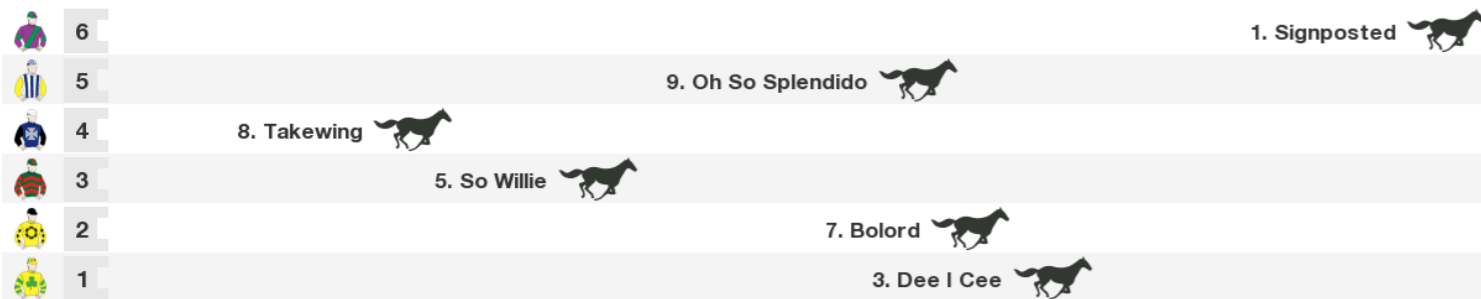 6 1. Signposted
5 9. Oh So Splendido
4 8. Takewing
3 5. So Willie
2 7. Bolord
1 3. Dee I Cee